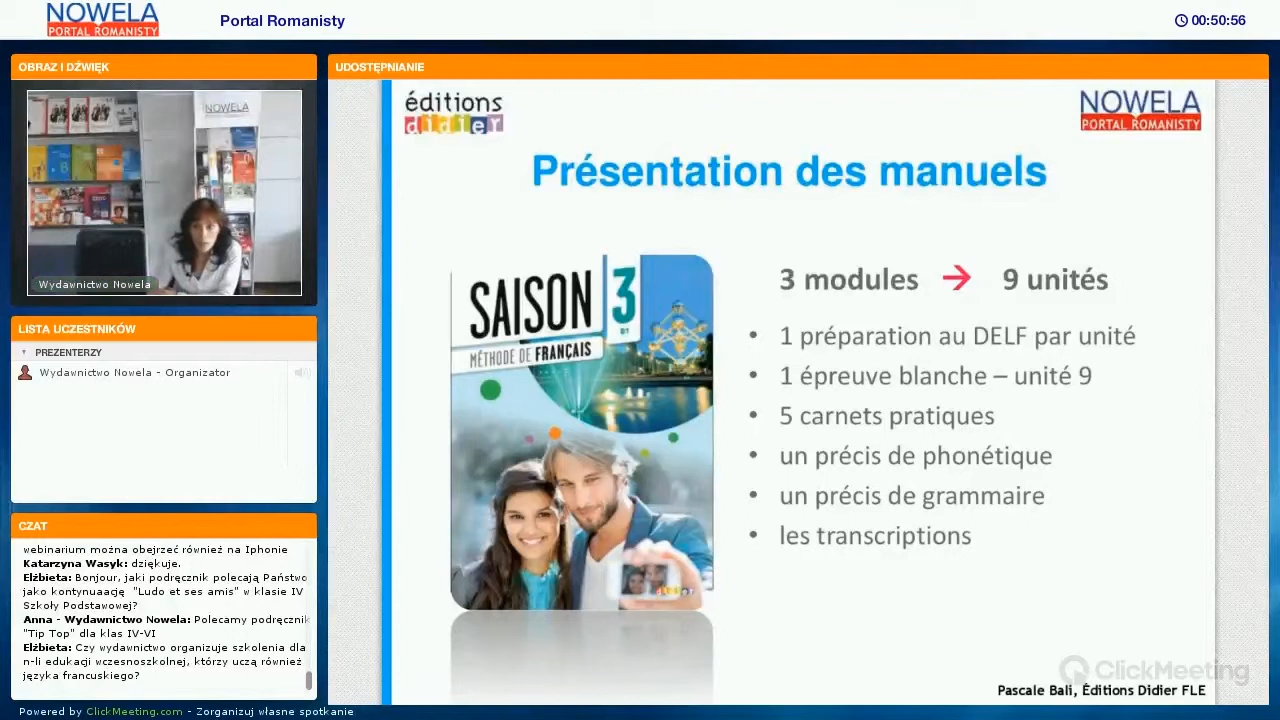 NOWELA
PORTAL ROMANISTY
Portal Romanisty
00:50:56
OBRAZ I DŹWIĘK
NOWELA
Wydawnictwo Nowela
LISTA UCZESTNIKÓW
PREZENTERZY
Wydawnictwo Nowela - Organizator
CZAT
webinarium można obejrzeć również na Iphonie
Katarzyna Wasyk: dziękuje.
Elżbieta: Bonjour, jaki podręcznik polecają Państwo
jako kontynuaację "Ludo et ses amis" w klasie IV
Szkoły Podstawowej?
Anna - Wydawnictwo Nowela: Polecamy podręcznik
"Tip Top" dla klas IV-VI
Elżbieta: Czy wydawnictwo organizuje szkolenia dla
n-li edukacji wczesnoszkolnej, którzy uczą również
języka francuskiego?
UDOSTĘPNIANIE
éditions
didier
NOWELA
PORTAL ROMANISTY
Présentation des manuels
SAISON 3
B1
MÉTHODE DE FRANÇAIS
didier
3 modules → 9 unités
• 1 préparation au DELF par unité
• 1 épreuve blanche – unité 9
• 5 carnets pratiques
• un précis de phonétique
• un précis de grammaire
• les transcriptions
ClickMeeting
Pascale Bali, Éditions Didier FLE
Powered by ClickMeeting.com - Zorganizuj własne spotkanie